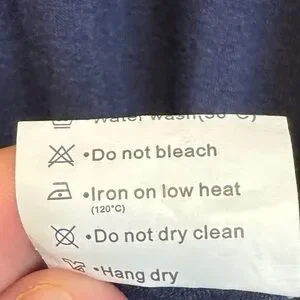 •Water wash(30°C)
•Do not bleach
•Iron on low heat
(120°C)
•Do not dry clean
•Hang dry